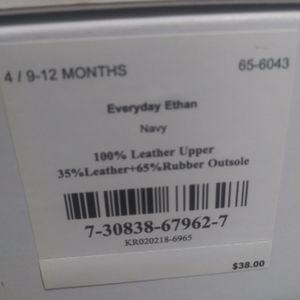 4 / 9-12 MONTHS 65-6043
Everyday Ethan
Navy
100% Leather Upper
35%Leather+65%Rubber Outsole
7-30838-67962-7
KR020218-6965
$38.00